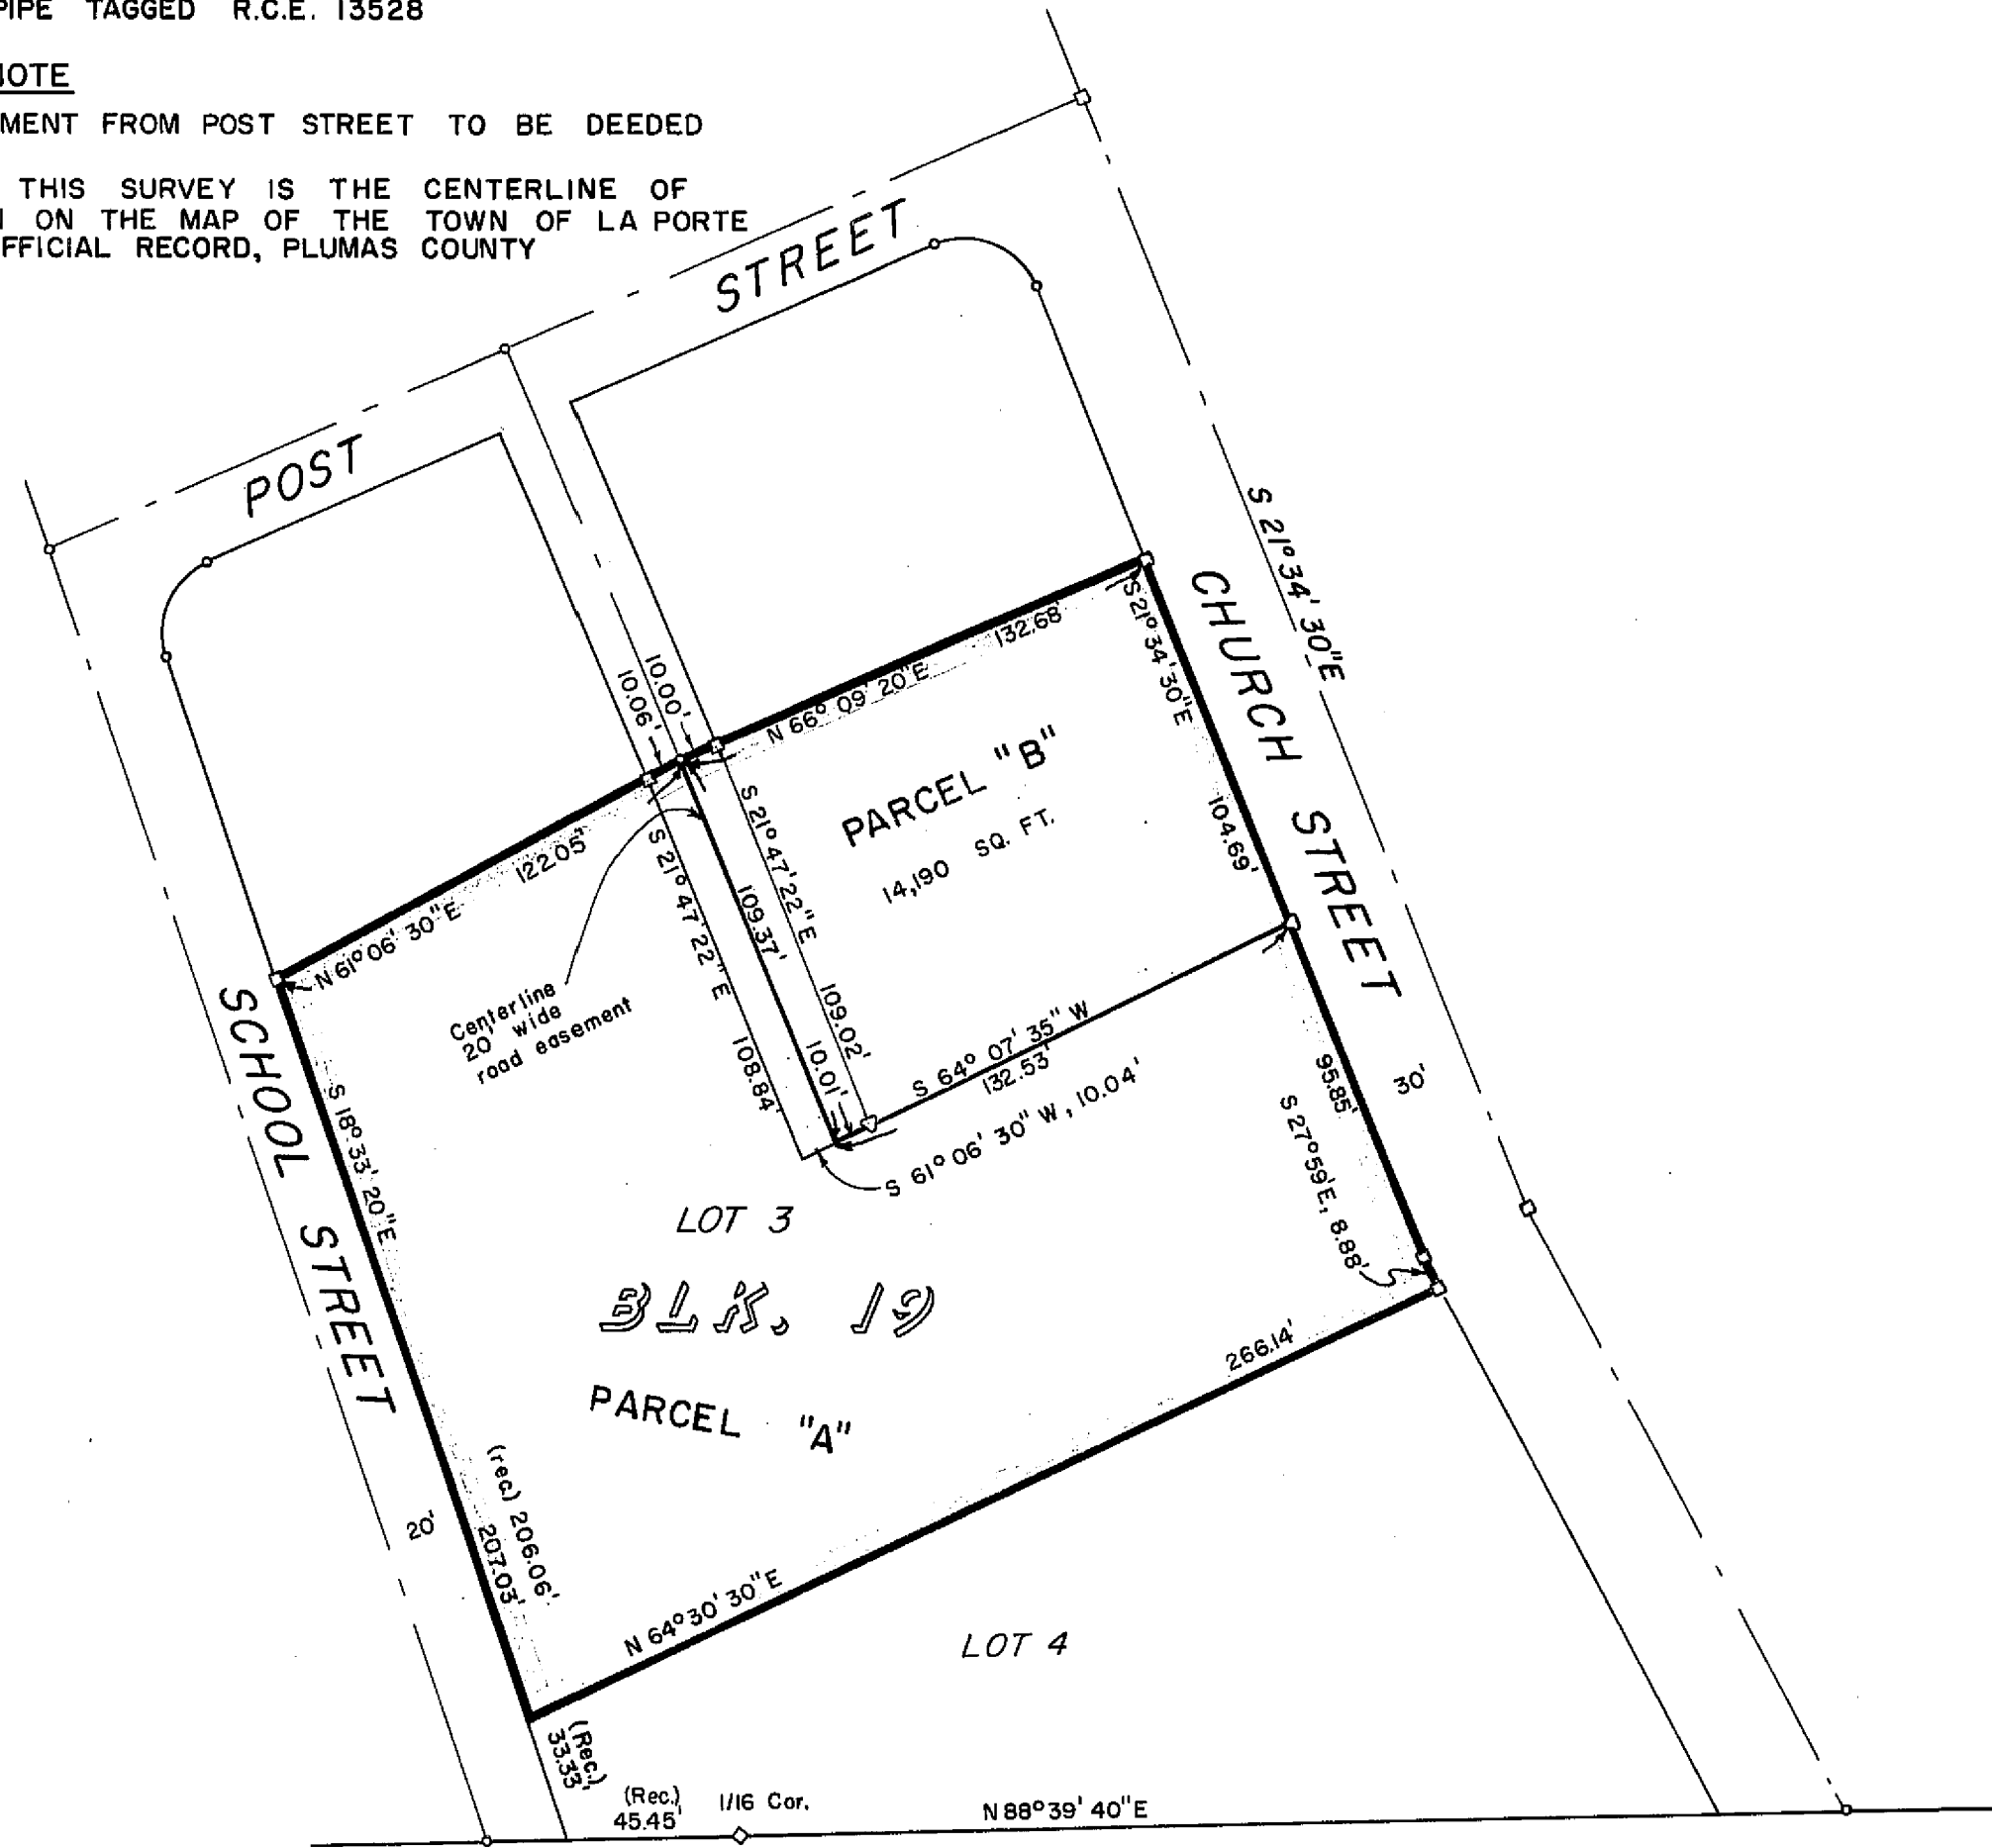 PIPE TAGGED R.C.E. 13528
NOTE
MENT FROM POST STREET TO BE DEEDED
THIS SURVEY IS THE CENTERLINE OF
ON THE MAP OF THE TOWN OF LA PORTE
FFICIAL RECORD, PLUMAS COUNTY
POST STREET
S 21° 34' 30" E
CHURCH STREET
10.00'
10.06'
N 66° 09' 20" E 132.68'
S 21° 34' 30" E
104.69'
PARCEL "B"
14,190 SQ. FT.
122.05'
N 61° 06' 30" E
S 21° 47' 22" E
109.02'
109.37'
S 21° 47' 22" E
108.84'
10.01'
Centerline
20' wide
road easement
S 64° 07' 35" W
132.53'
S 61° 06' 30" W, 10.04'
95.85'
30'
S 27° 59' E, 8.88'
SCHOOL STREET
S 18° 33' 20" E
LOT 3
BLK. 19
PARCEL "A"
266.14'
(rec.) 206.06'
207.03'
20'
N 64° 30' 30" E
LOT 4
(Rec.)
33.33'
(Rec.)
45.45'
1/16 Cor.
N 88° 39' 40" E